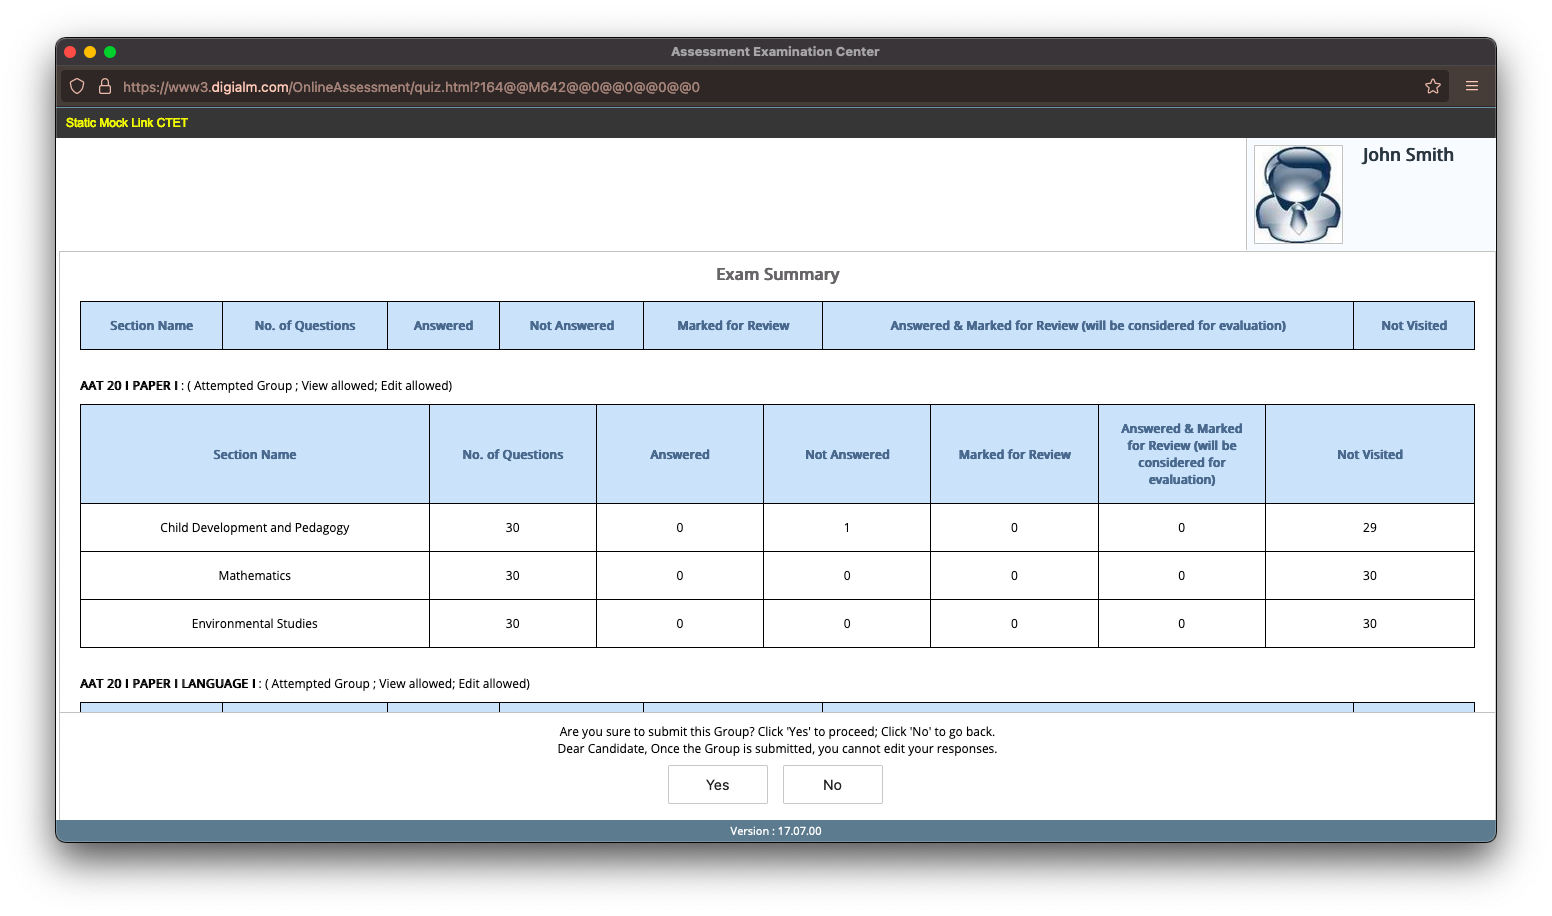 Assessment Examination Center
https://www3.digialm.com/OnlineAssessment/quiz.html?164@@M642@@0@@0@@0@@0
Static Mock Link CTET
John Smith
Exam Summary
Section Name No. of Questions Answered Not Answered Marked for Review Answered & Marked for Review (will be considered for evaluation) Not Visited
AAT 20 I PAPER I : ( Attempted Group ; View allowed; Edit allowed)
Section Name No. of Questions Answered Not Answered Marked for Review Answered & Marked
for Review (will be
considered for
evaluation) Not Visited
Child Development and Pedagogy 30 0 1 0 0 29
Mathematics 30 0 0 0 0 30
Environmental Studies 30 0 0 0 0 30
AAT 20 I PAPER I LANGUAGE I : ( Attempted Group ; View allowed; Edit allowed)
Are you sure to submit this Group? Click 'Yes' to proceed; Click 'No' to go back.
Dear Candidate, Once the Group is submitted, you cannot edit your responses.
Yes No
Version : 17.07.00